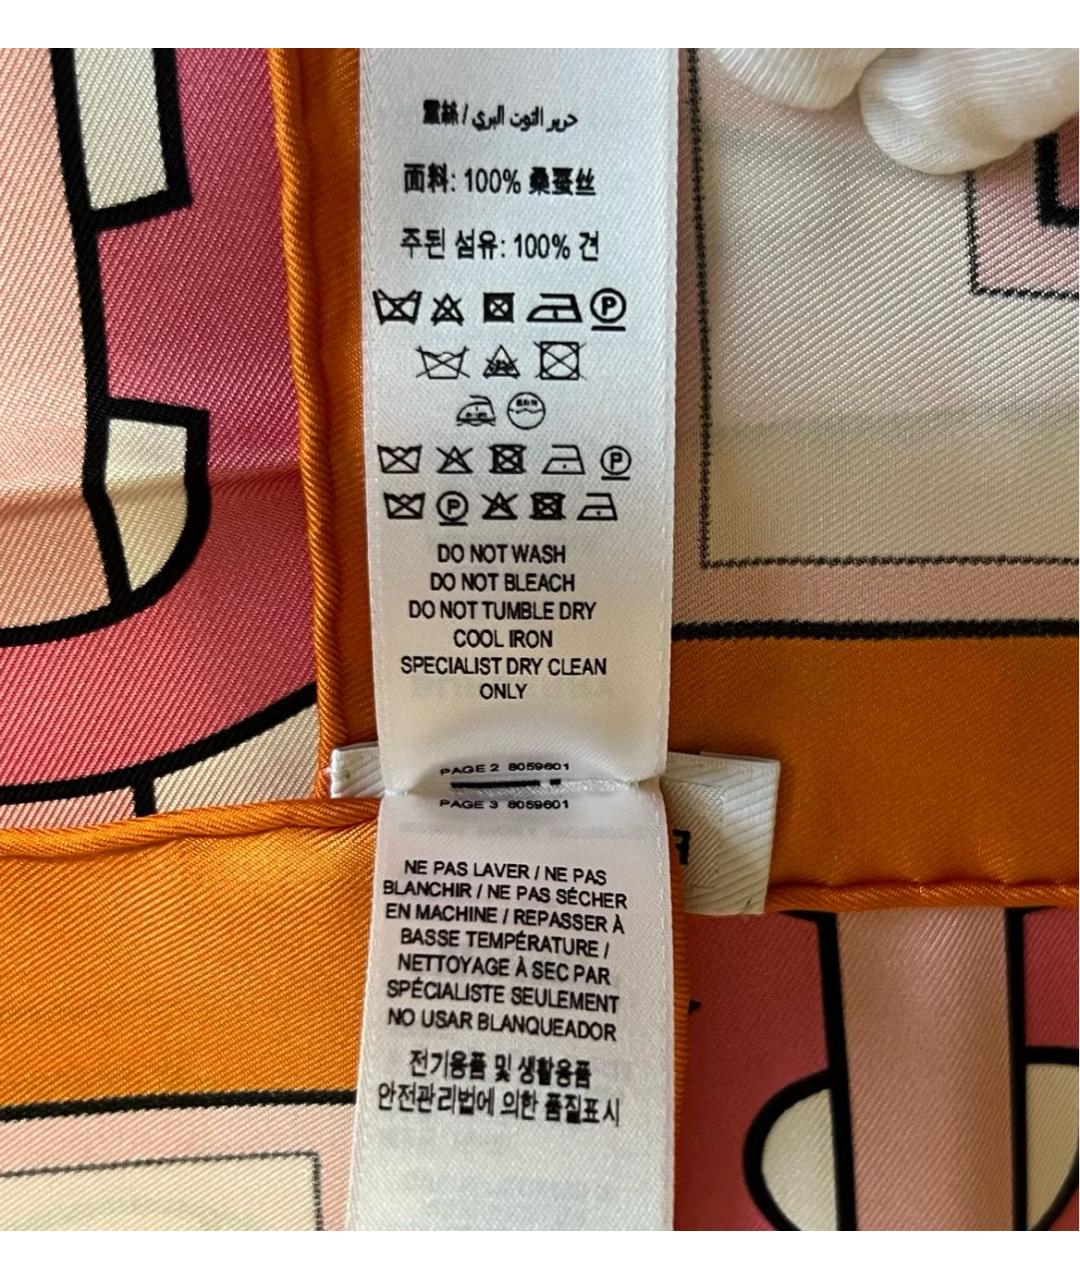 حرير التوت البري / 蠶絲
面料: 100% 桑蚕丝
주된 섬유: 100% 견
P
P
P
DO NOT WASH
DO NOT BLEACH
DO NOT TUMBLE DRY
COOL IRON
SPECIALIST DRY CLEAN
ONLY
PAGE 2 8059601
PAGE 3 8059601
NE PAS LAVER / NE PAS
BLANCHIR / NE PAS SÉCHER
EN MACHINE / REPASSER À
BASSE TEMPÉRATURE /
NETTOYAGE À SEC PAR
SPÉCIALISTE SEULEMENT
NO USAR BLANQUEADOR
전기용품 및 생활용품
안전관리법에 의한 품질표시